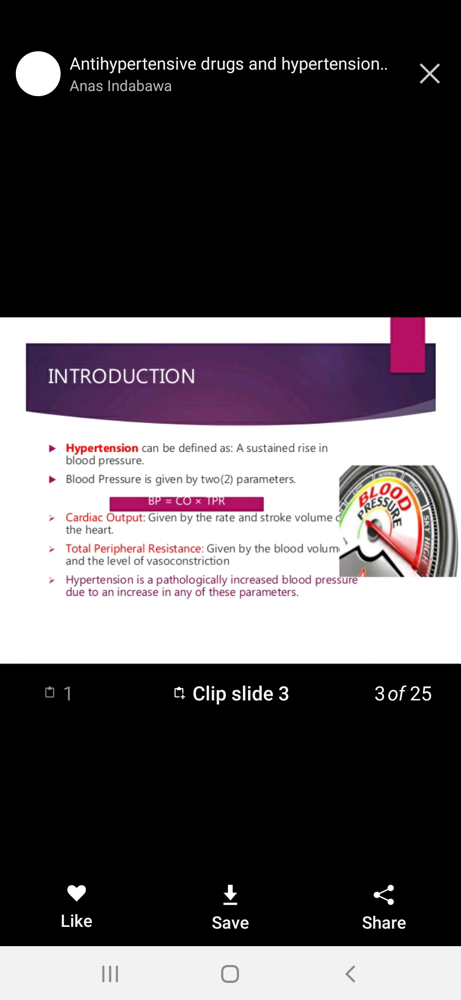 Antihypertensive drugs and hypertension..
Anas Indabawa
INTRODUCTION
Hypertension can be defined as: A sustained rise in
blood pressure.
Blood Pressure is given by two(2) parameters.
BP = CO × TPR
Cardiac Output: Given by the rate and stroke volume
the heart.
Total Peripheral Resistance: Given by the blood
and the level of vasoconstriction
Hypertension is a pathologically increased blood pressure
due to an increase in any of these parameters.
LOW
NORMAL
HIGH
SKY HIGH
BLOOD
PRESSURE
1
Clip slide 3
3 of 25
Like
Save
Share